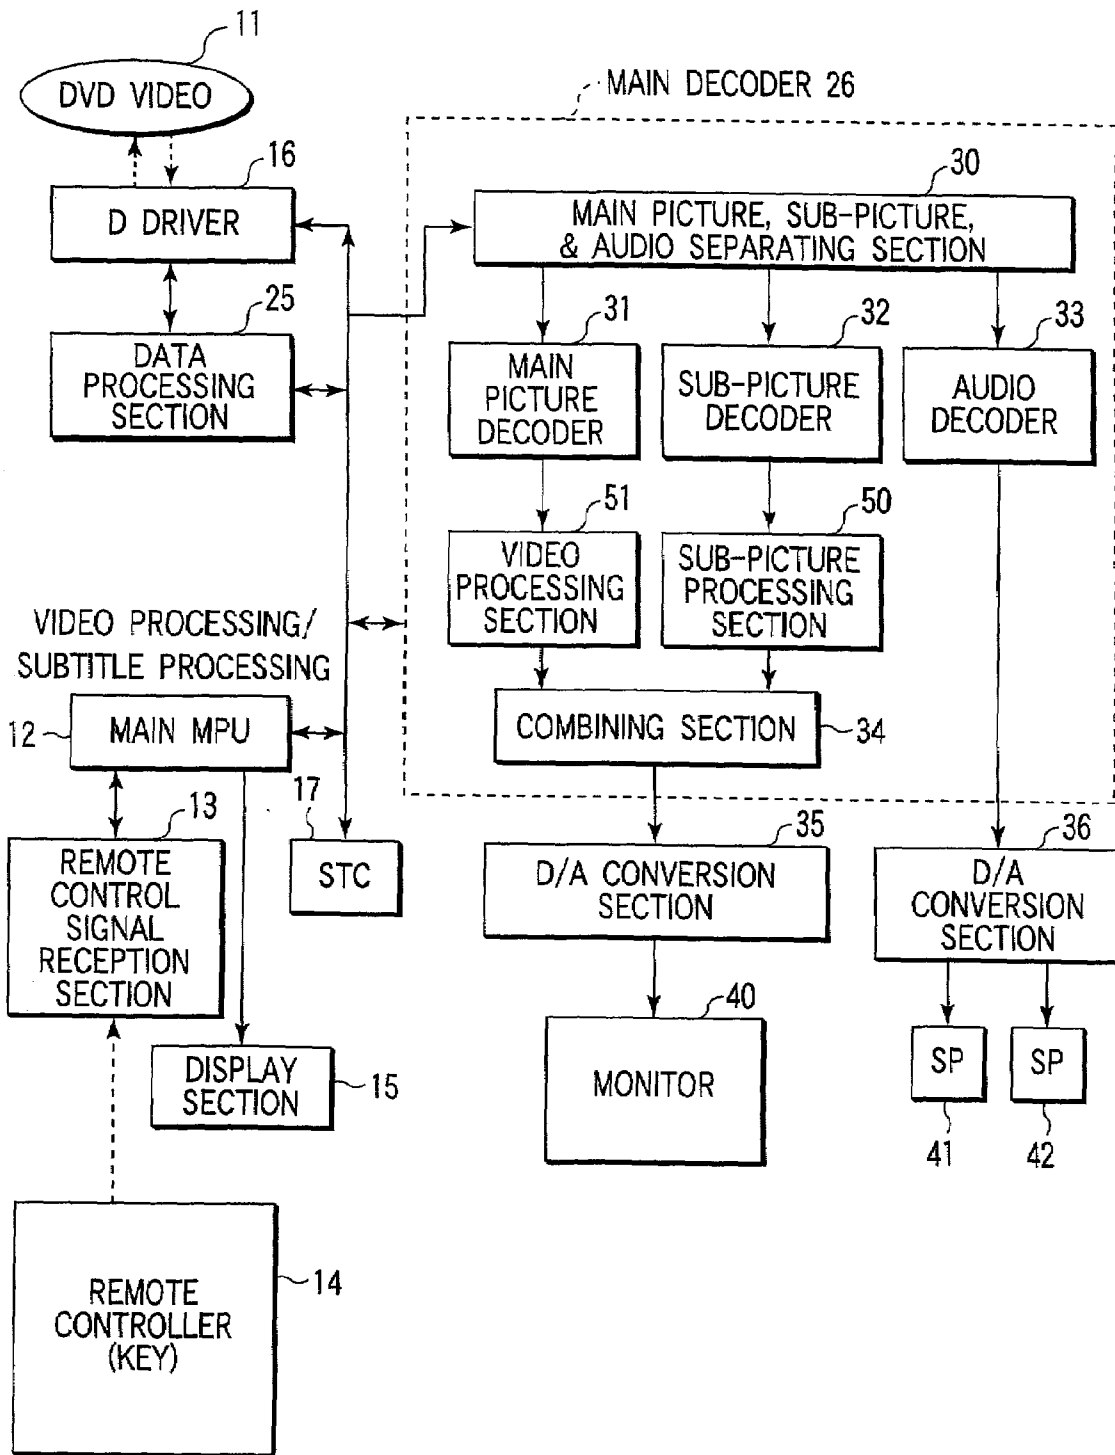 11
DVD VIDEO
MAIN DECODER 26
16
D DRIVER
30
MAIN PICTURE, SUB-PICTURE,
& AUDIO SEPARATING SECTION
25
DATA
PROCESSING
SECTION
31
MAIN
PICTURE
DECODER
32
SUB-PICTURE
DECODER
33
AUDIO
DECODER
51
VIDEO
PROCESSING
SECTION
50
SUB-PICTURE
PROCESSING
SECTION
VIDEO PROCESSING/
SUBTITLE PROCESSING
12
MAIN MPU
COMBINING SECTION
34
13
REMOTE
CONTROL
SIGNAL
RECEPTION
SECTION
17
STC
35
D/A CONVERSION
SECTION
36
D/A
CONVERSION
SECTION
DISPLAY
SECTION
15
40
MONITOR
SP
41
SP
42
REMOTE
CONTROLLER
(KEY)
14